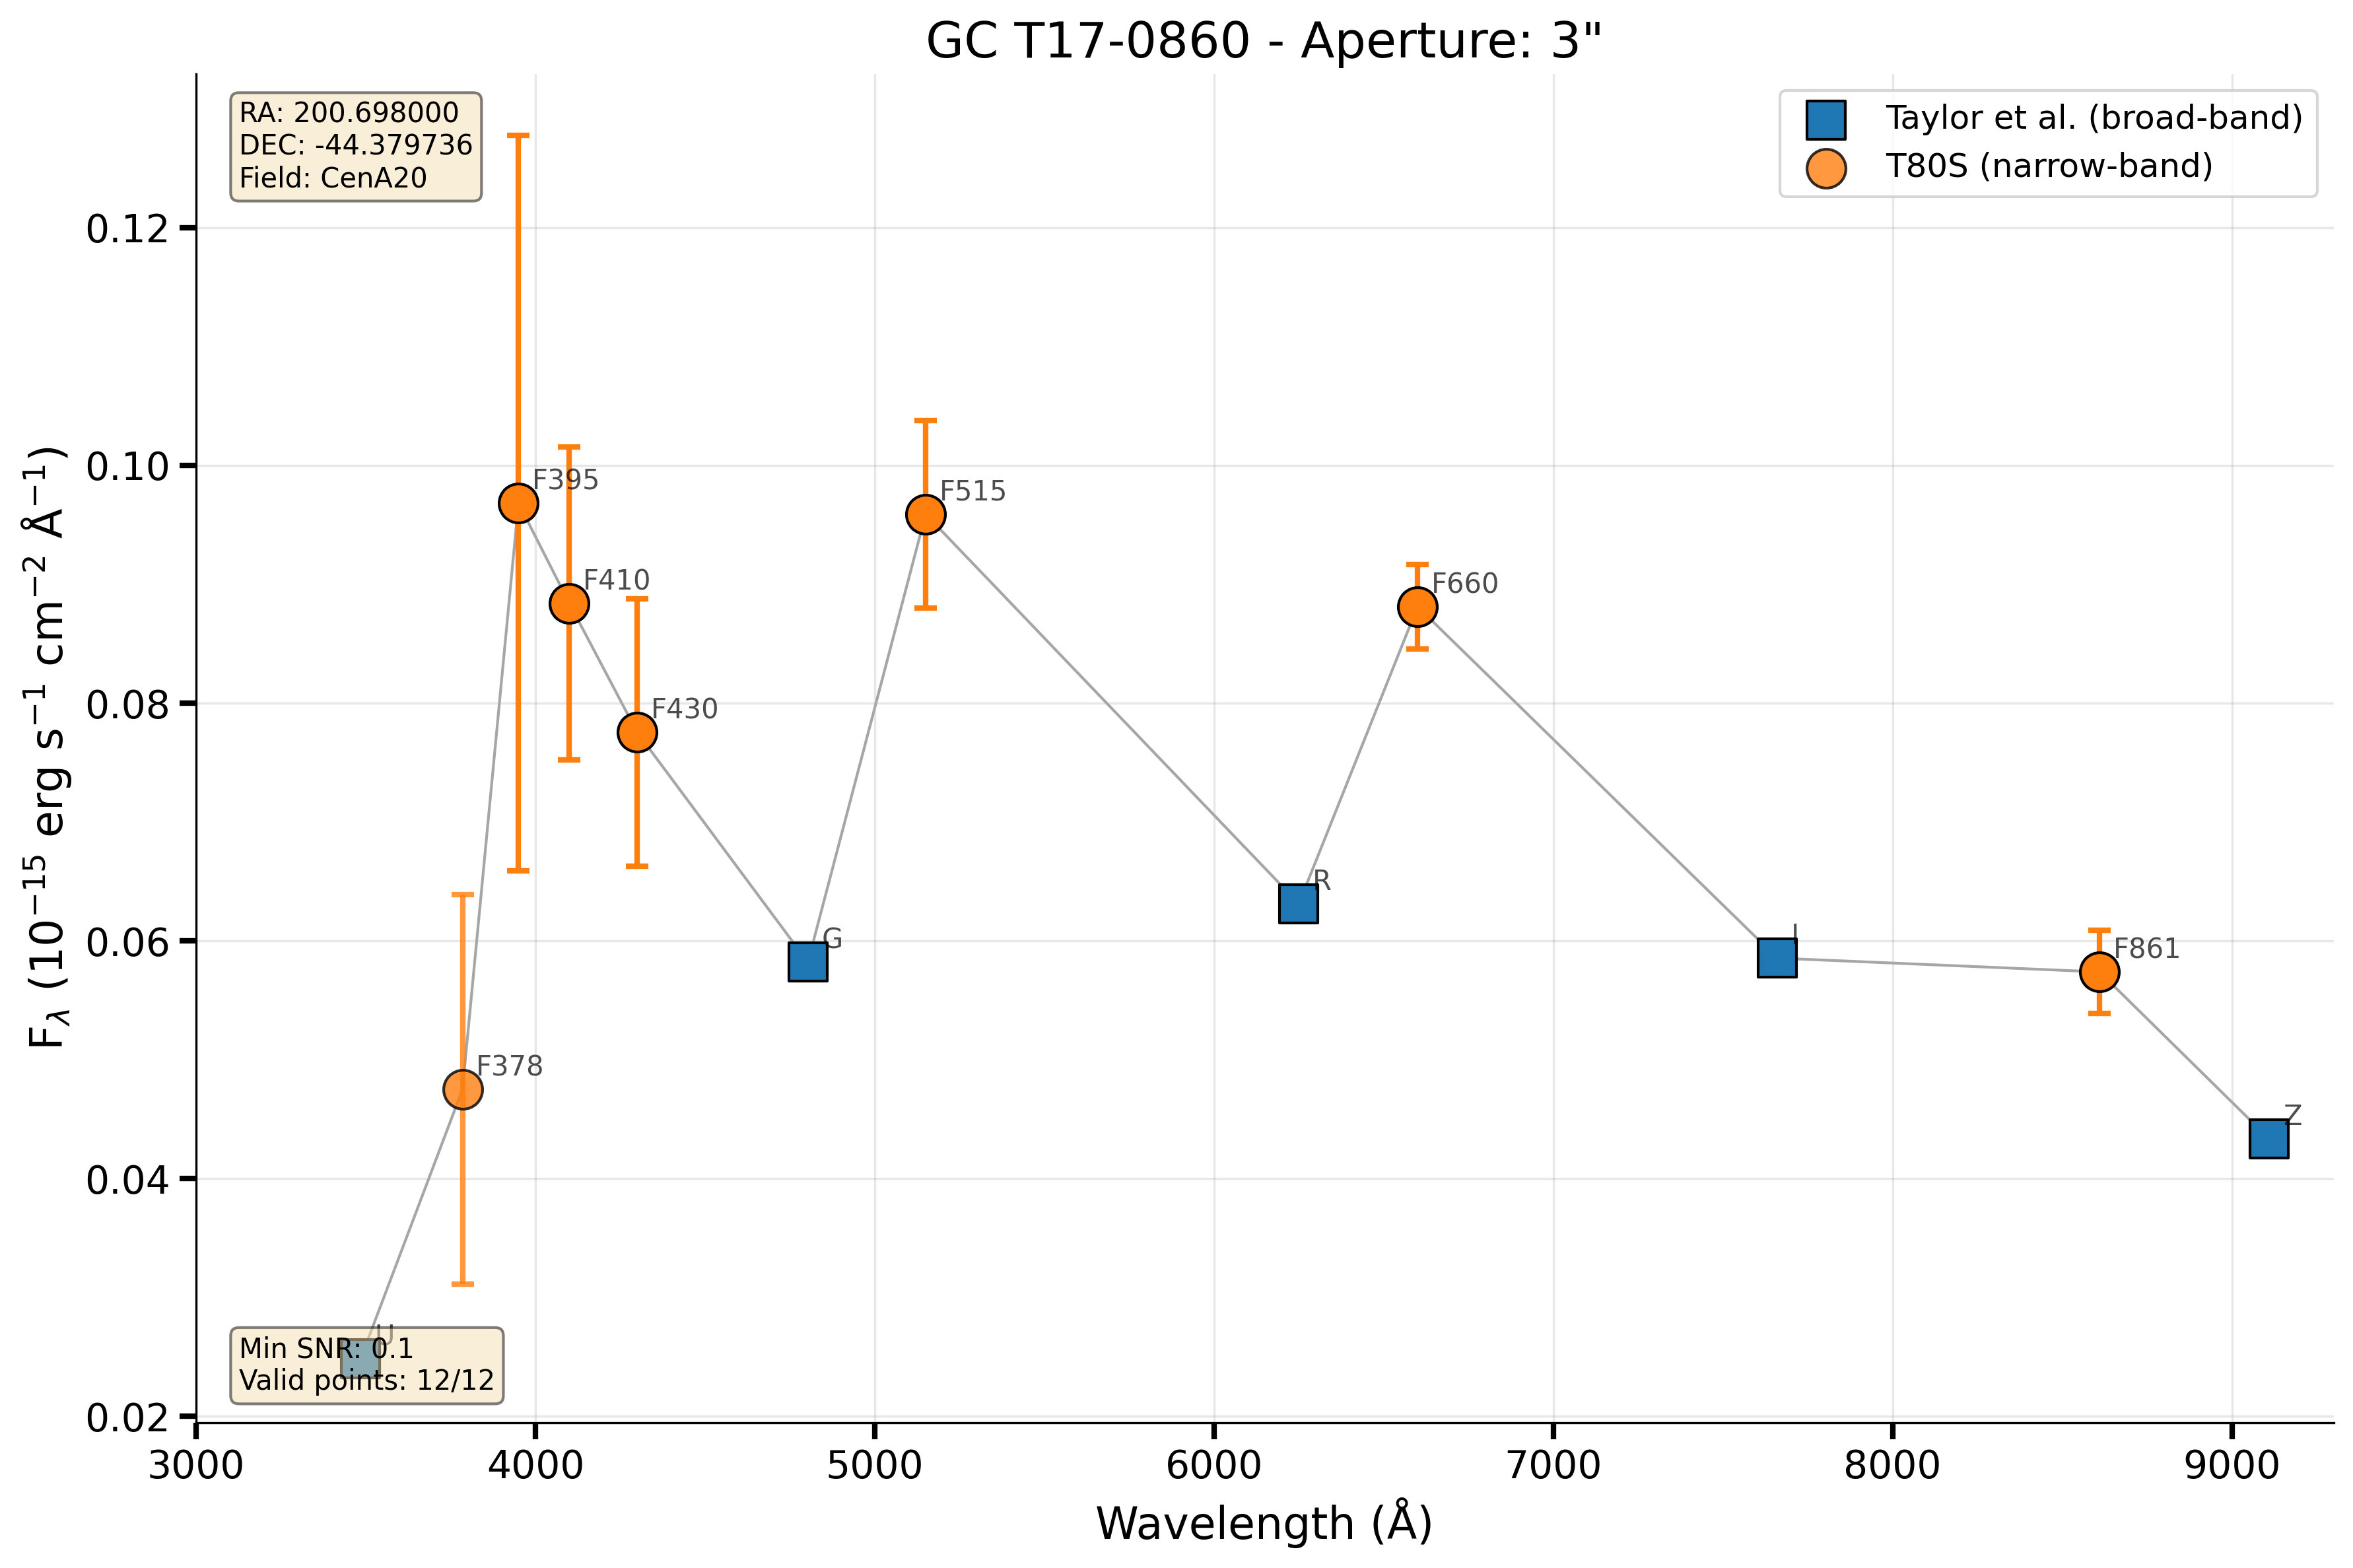 GC T17-0860 - Aperture: 3"
RA: 200.698000
DEC: -44.379736
Field: CenA20
Taylor et al. (broad-band)
T80S (narrow-band)
F_λ (10⁻¹⁵ erg s⁻¹ cm⁻² Å⁻¹)
0.12
0.10
0.08
0.06
0.04
0.02
F395
F410
F430
F515
F660
F378
G
R
I
F861
Z
U
Min SNR: 0.1
Valid points: 12/12
3000 4000 5000 6000 7000 8000 9000
Wavelength (Å)